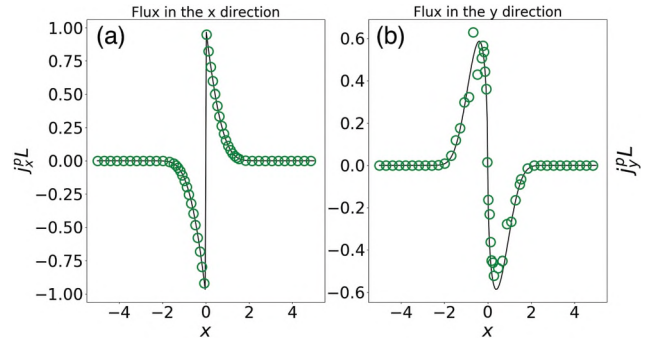 Flux in the x direction
Flux in the y direction
(a)
(b)
1.00
0.75
0.50
0.25
0.00
−0.25
−0.50
−0.75
−1.00
0.6
0.4
0.2
0.0
−0.2
−0.4
−0.6
j_x^p L
j_y^p L
−4 −2 0 2 4
−4 −2 0 2 4
x
x